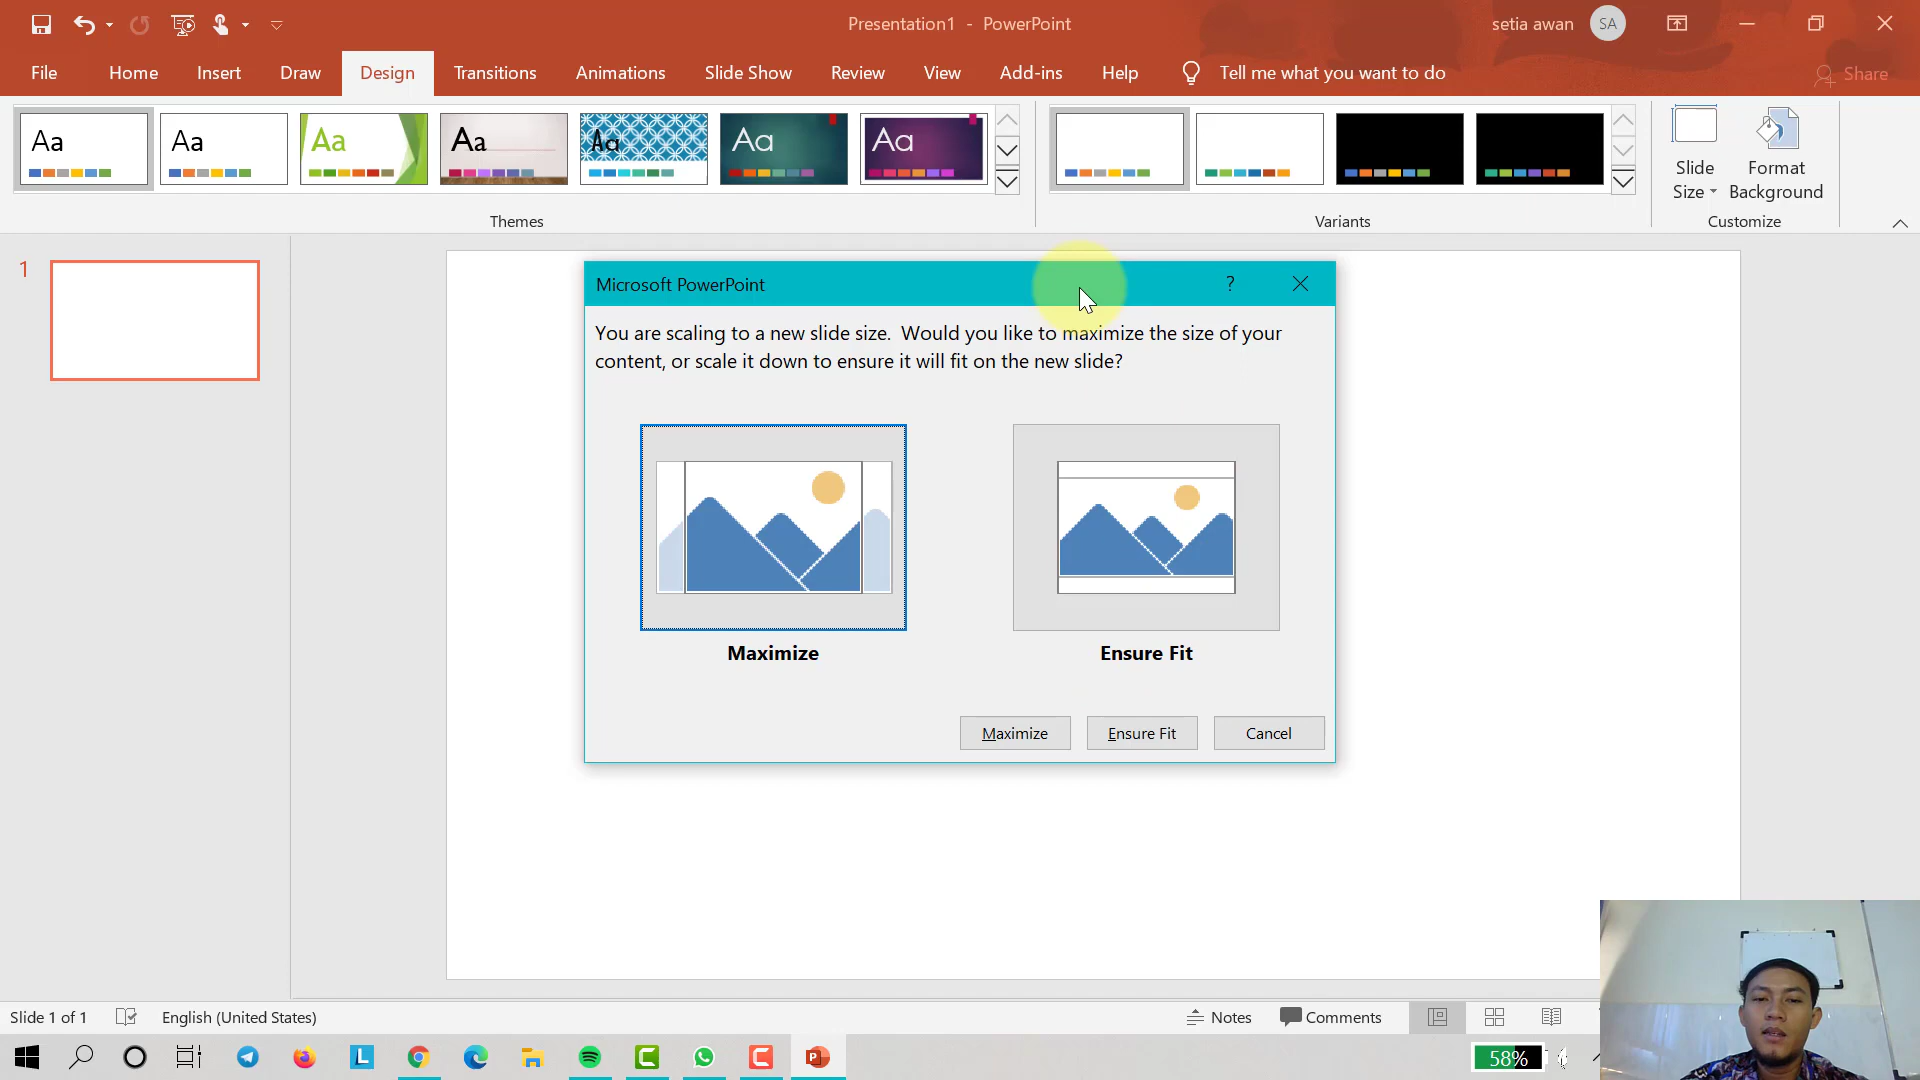 Presentation1 - PowerPoint
setia awan
SA
File
Home
Insert
Draw
Design
Transitions
Animations
Slide Show
Review
View
Add-ins
Help
Tell me what you want to do
Share
Aa
Aa
Aa
Aa
Aa
Aa
Aa
Slide
Size
Format
Background
Themes
Variants
Customize
1
Microsoft PowerPoint
?
You are scaling to a new slide size. Would you like to maximize the size of your
content, or scale it down to ensure it will fit on the new slide?
Maximize
Ensure Fit
Maximize
Ensure Fit
Cancel
Slide 1 of 1
English (United States)
Notes
Comments
L
58%